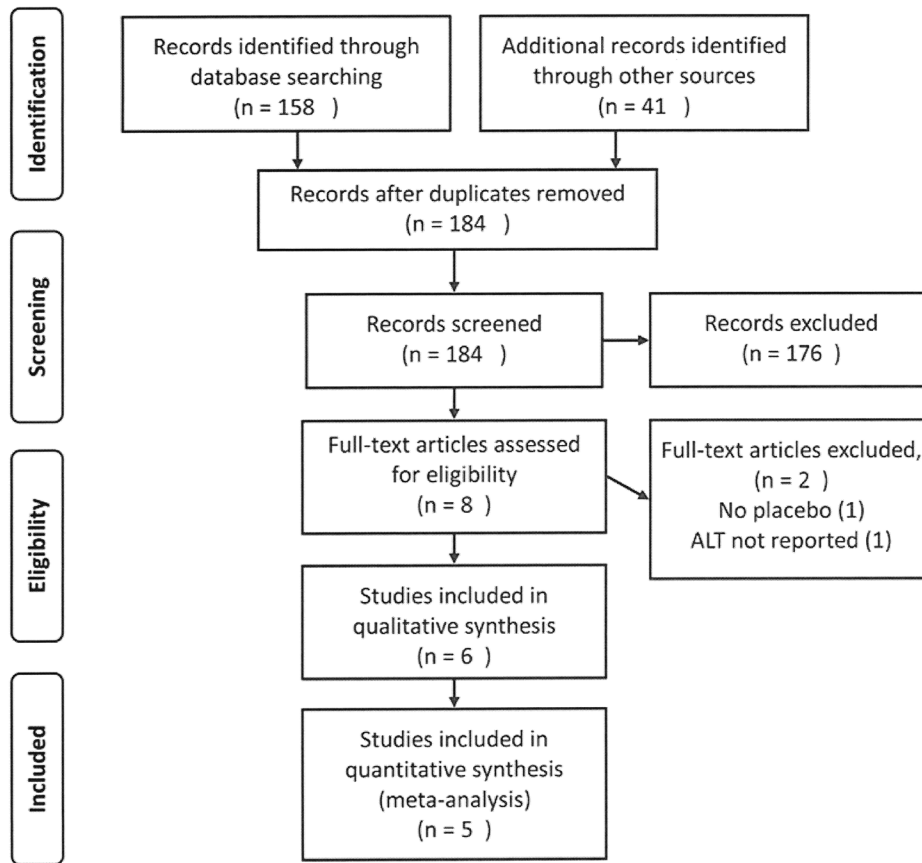 Identification
Records identified through
database searching
(n = 158 )
Additional records identified
through other sources
(n = 41 )
Records after duplicates removed
(n = 184 )
Screening
Records screened
(n = 184 )
Records excluded
(n = 176 )
Eligibility
Full-text articles assessed
for eligibility
(n = 8 )
Full-text articles excluded,
(n = 2 )
No placebo (1)
ALT not reported (1)
Studies included in
qualitative synthesis
(n = 6 )
Included
Studies included in
quantitative synthesis
(meta-analysis)
(n = 5 )